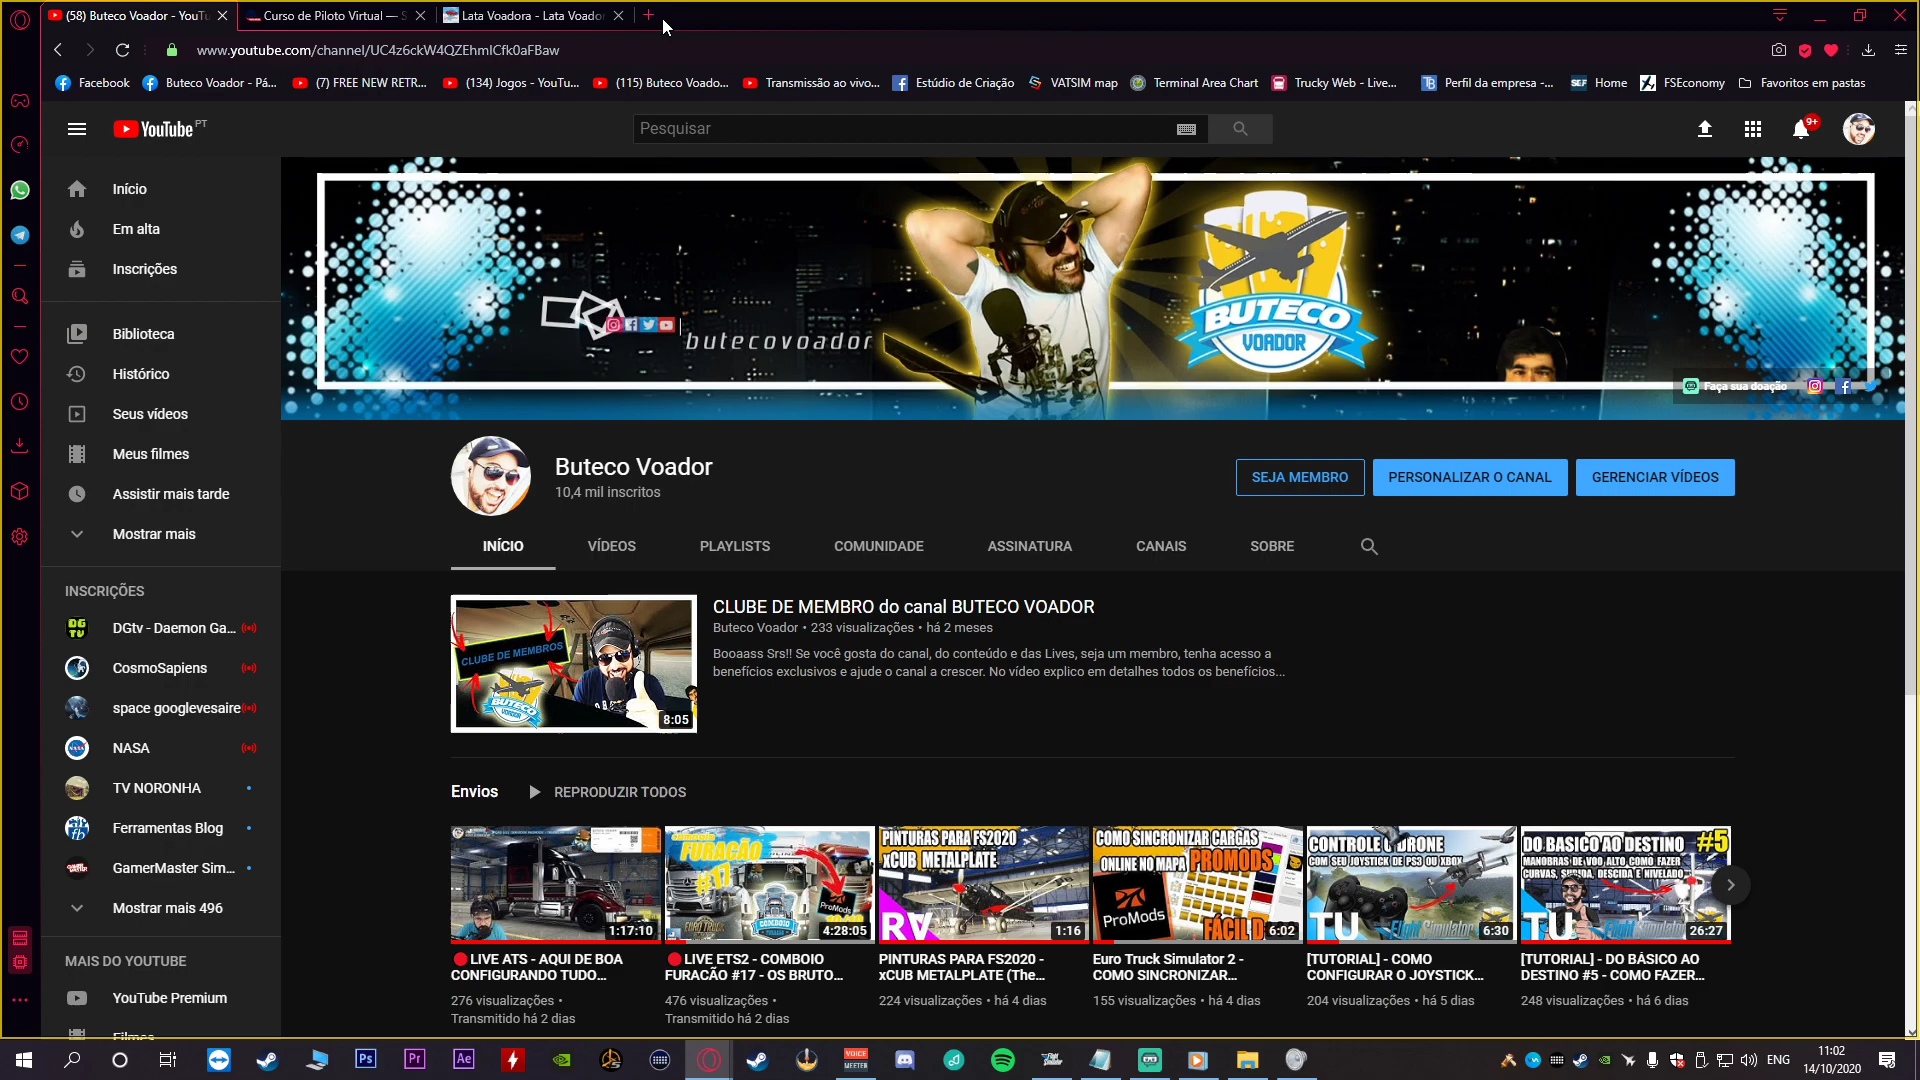 (58) Buteco Voador - YouTu
Curso de Piloto Virtual — S
Lata Voadora - Lata Voador
www.youtube.com/channel/UC4z6ckW4QZEhmICfk0aFBaw
Facebook
Buteco Voador - Pá...
(7) FREE NEW RETR...
(134) Jogos - YouTu...
(115) Buteco Voado...
Transmissão ao vivo...
Estúdio de Criação
VATSIM map
Terminal Area Chart
Trucky Web - Live...
Perfil da empresa -...
Home
FSEconomy
Favoritos em pastas
YouTube PT
Pesquisar
9+
Início
Em alta
Inscrições
Biblioteca
Histórico
Seus vídeos
Meus filmes
Assistir mais tarde
Mostrar mais
INSCRIÇÕES
DGtv - Daemon Ga...
CosmoSapiens
space googlevesaire
NASA
TV NORONHA
Ferramentas Blog
GamerMaster Sim...
Mostrar mais 496
MAIS DO YOUTUBE
YouTube Premium
Filmes
butecovoador
BUTECO
VOADOR
Faça sua doação
Buteco Voador
10,4 mil inscritos
SEJA MEMBRO
PERSONALIZAR O CANAL
GERENCIAR VÍDEOS
INÍCIO
VÍDEOS
PLAYLISTS
COMUNIDADE
ASSINATURA
CANAIS
SOBRE
CLUBE DE MEMBROS
BUTECO
VOADOR
8:05
CLUBE DE MEMBRO do canal BUTECO VOADOR
Buteco Voador • 233 visualizações • há 2 meses
Booaass Srs!! Se você gosta do canal, do conteúdo e das Lives, seja um membro, tenha acesso a
benefícios exclusivos e ajude o canal a crescer. No vídeo explico em detalhes todos os benefícios...
Envios
REPRODUZIR TODOS
1:17:10
LIVE ATS - AQUI DE BOA
CONFIGURANDO TUDO...
276 visualizações •
Transmitido há 2 dias
FURACÃO
#17
COMBOIO
ProMods
4:28:05
LIVE ETS2 - COMBOIO
FURACÃO #17 - OS BRUTO...
476 visualizações •
Transmitido há 2 dias
PINTURAS PARA FS2020
xCUB METALPLATE
1:16
PINTURAS PARA FS2020 -
xCUB METALPLATE (The...
224 visualizações • há 4 dias
COMO SINCRONIZAR CARGAS
ONLINE NO MAPA PROMODS
ProMods
FÁCIL
6:02
Euro Truck Simulator 2 -
COMO SINCRONIZAR...
155 visualizações • há 4 dias
CONTROLE O DRONE
COM SEU JOYSTICK DE PS3 OU XBOX
TU
Flight Simulator
6:30
[TUTORIAL] - COMO
CONFIGURAR O JOYSTICK...
204 visualizações • há 5 dias
DO BASICO AO
DESTINO #5
MANOBRAS DE VOO ALTO, COMO FAZER
CURVAS, SUBIDA, DESCIDA E NIVELADO
TU
26:27
[TUTORIAL] - DO BÁSICO AO
DESTINO #5 - COMO FAZER...
248 visualizações • há 6 dias
Ps
Pr
Ae
VOICE
MEETER
ENG
11:02
14/10/2020